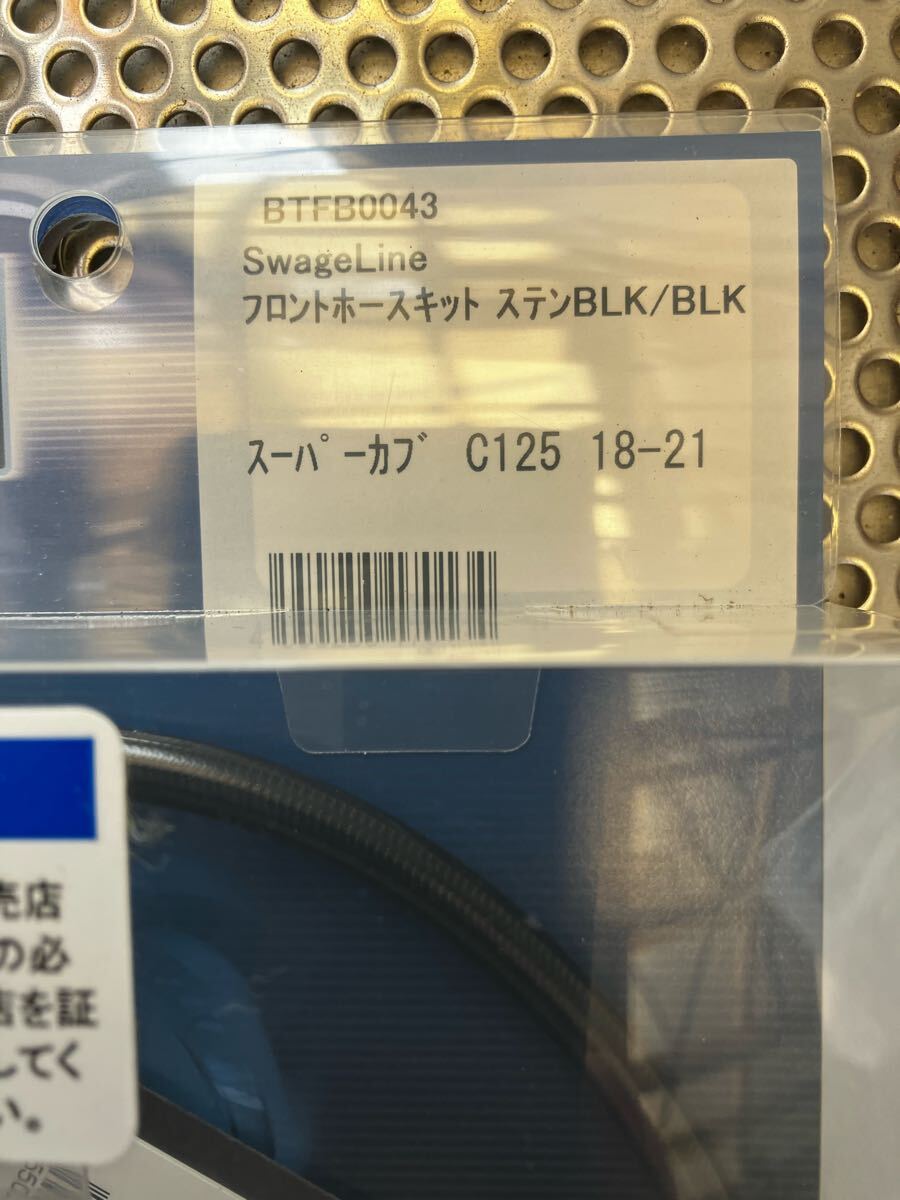 BTFB0043
SwageLine
フロントホースキット ステンBLK/BLK
スーパーカブ C125 18-21
売店
の必
店を証
してく
い。